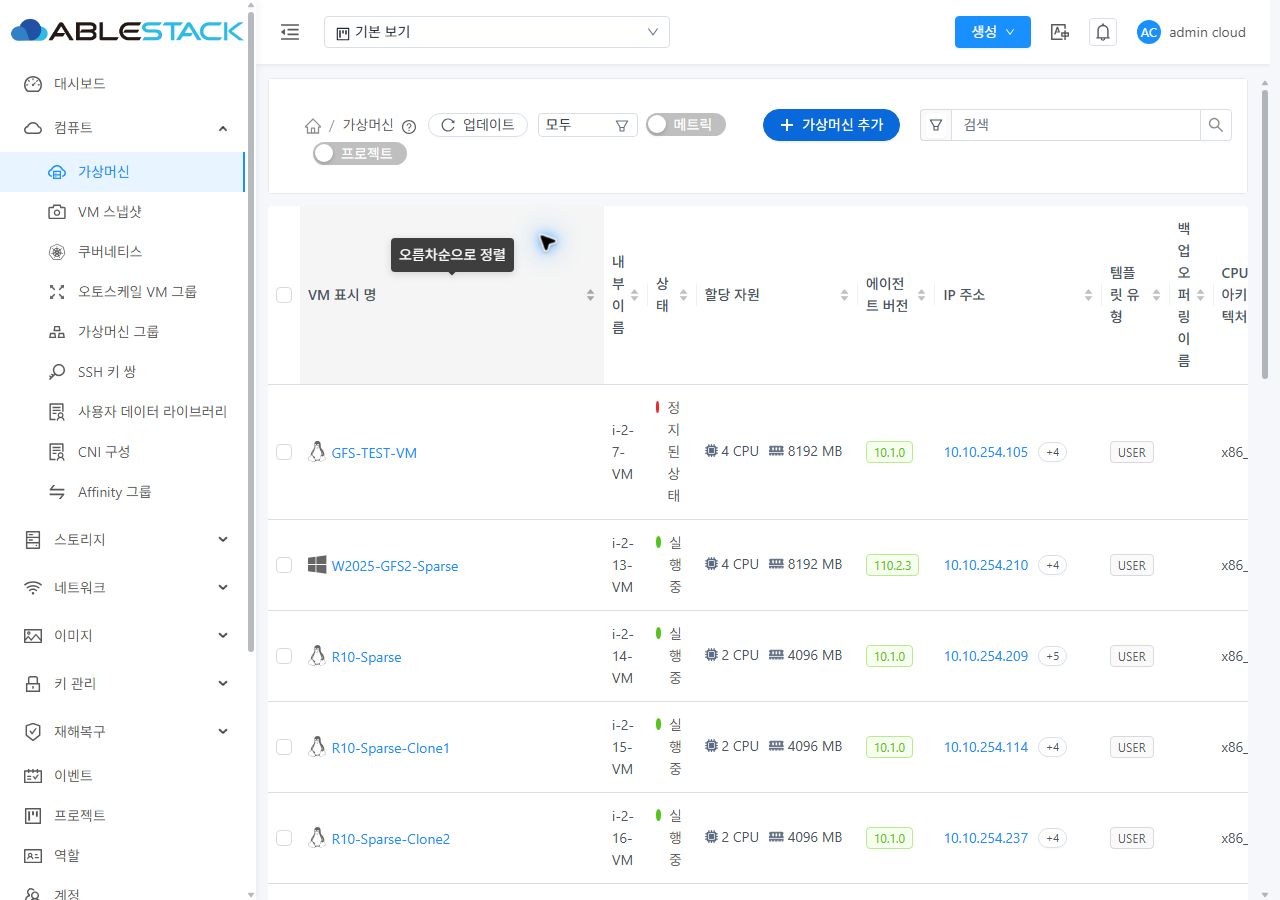 ABLESTACK
기본 보기
생성
AC
admin cloud
대시보드
컴퓨트
가상머신
VM 스냅샷
쿠버네티스
오토스케일 VM 그룹
가상머신 그룹
SSH 키 쌍
사용자 데이터 라이브러리
CNI 구성
Affinity 그룹
스토리지
네트워크
이미지
키 관리
재해복구
이벤트
프로젝트
역할
계정
/ 가상머신
업데이트
모두
메트릭
프로젝트
가상머신 추가
검색
오름차순으로 정렬
VM 표시 명
내부이름
상태
할당 자원
에이전트 버전
IP 주소
템플릿 유형
백업오퍼링이름
CPU 아키텍처
GFS-TEST-VM
i-2-7-VM
정지된상태
4 CPU
8192 MB
10.1.0
10.10.254.105
+4
USER
x86_
W2025-GFS2-Sparse
i-2-13-VM
실행중
4 CPU
8192 MB
110.2.3
10.10.254.210
+4
USER
x86_
R10-Sparse
i-2-14-VM
실행중
2 CPU
4096 MB
10.1.0
10.10.254.209
+5
USER
x86_
R10-Sparse-Clone1
i-2-15-VM
실행중
2 CPU
4096 MB
10.1.0
10.10.254.114
+4
USER
x86_
R10-Sparse-Clone2
i-2-16-VM
실행중
2 CPU
4096 MB
10.1.0
10.10.254.237
+4
USER
x86_